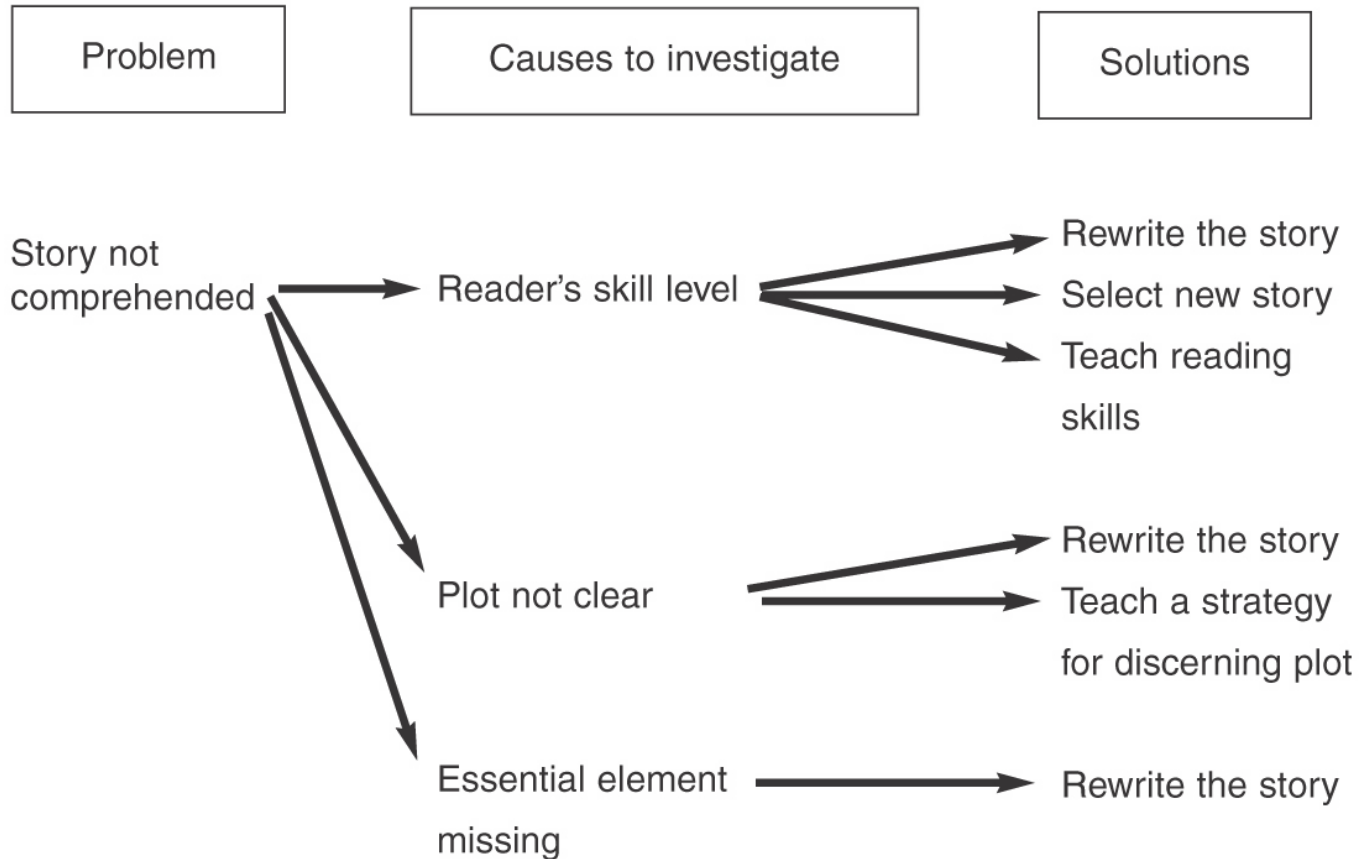 Problem
Causes to investigate
Solutions
Story not
comprehended
Reader's skill level
Rewrite the story
Select new story
Teach reading
skills
Plot not clear
Rewrite the story
Teach a strategy
for discerning plot
Essential element
missing
Rewrite the story